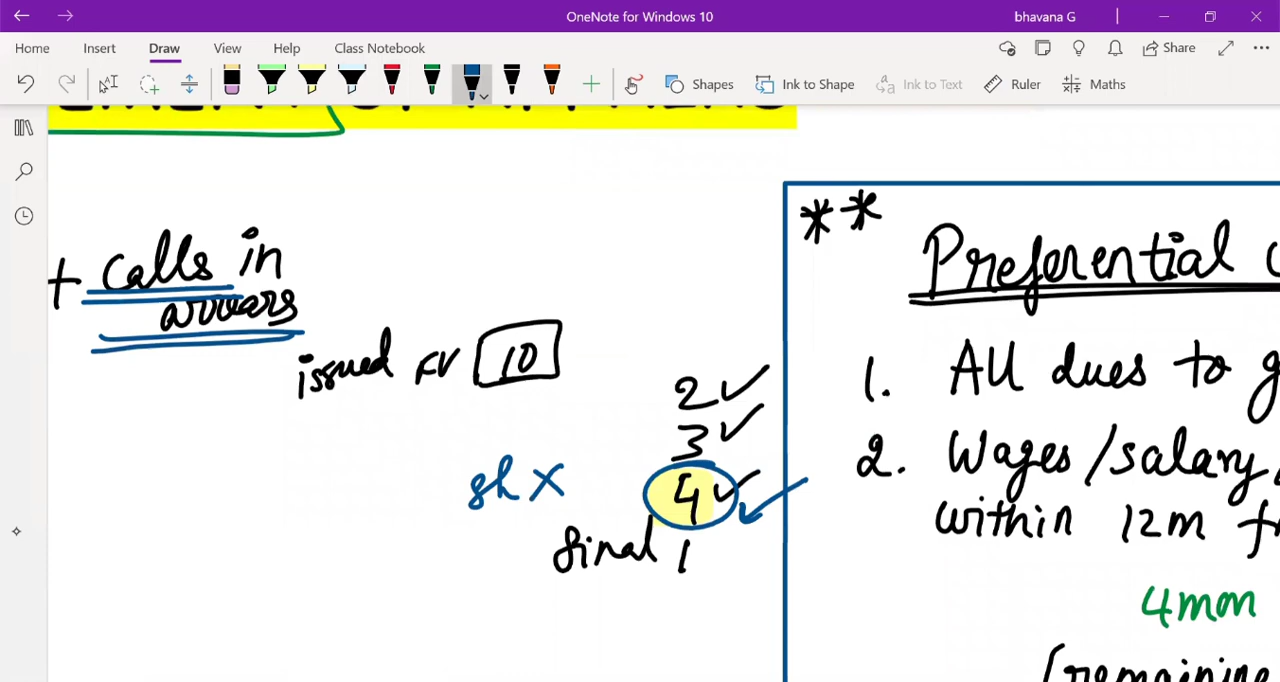 OneNote for Windows 10
bhavana G
Home Insert Draw View Help Class Notebook
Share
Shapes Ink to Shape Ink to Text Ruler Maths
+ Calls in
arrears
issued FV 10
2 ✓
3 ✓
sh X 4 ✓
final 1
** Preferential
1. All dues to g
2. Wages/salary
within 12m
4mon
(remaining